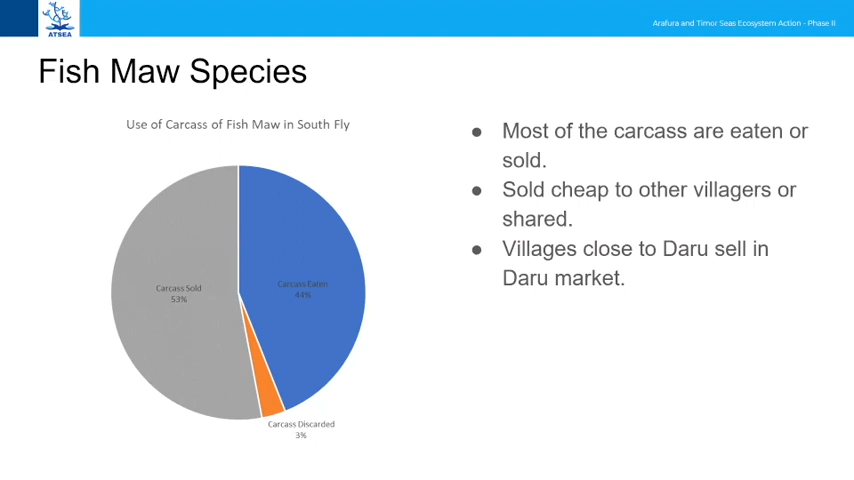 ATSEA
Arafura and Timor Seas Ecosystem Action - Phase II
Fish Maw Species
Use of Carcass of Fish Maw in South Fly
Carcass Sold
53%
Carcass Eaten
44%
Carcass Discarded
3%
● Most of the carcass are eaten or
sold.
● Sold cheap to other villagers or
shared.
● Villages close to Daru sell in
Daru market.